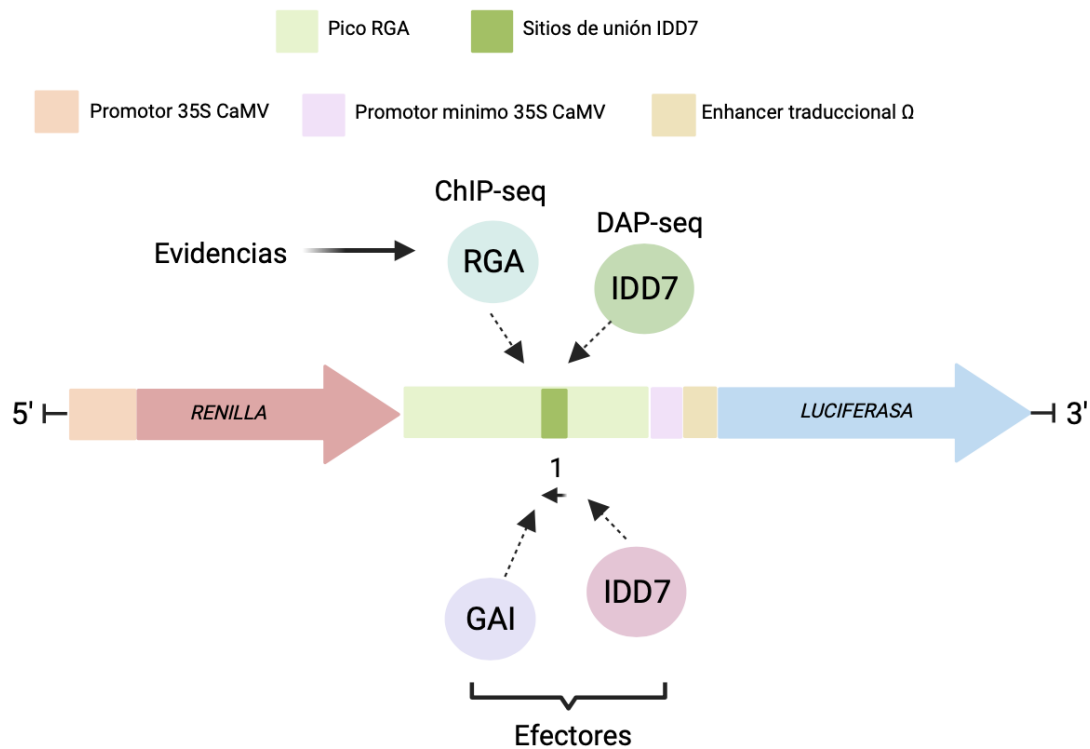 Pico RGA
Sitios de unión IDD7
Promotor 35S CaMV
Promotor minimo 35S CaMV
Enhancer traduccional Ω
ChIP-seq
DAP-seq
Evidencias
RGA
IDD7
5'
RENILLA
LUCIFERASA
3'
1
GAI
IDD7
Efectores